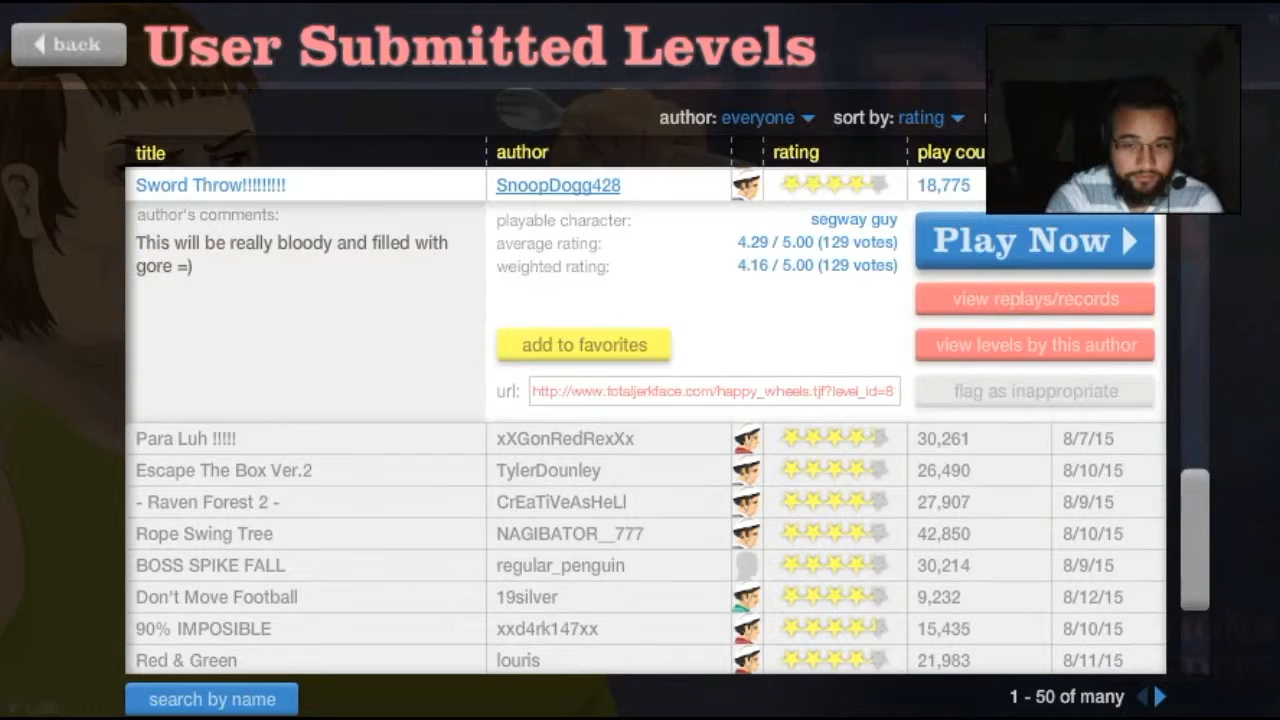 back
User Submitted Levels
author: everyone sort by: rating
title author rating play cou
Sword Throw!!!!!!!!! SnoopDogg428 18,775
author's comments:
This will be really bloody and filled with
gore =)
playable character: segway guy
average rating: 4.29 / 5.00 (129 votes)
weighted rating: 4.16 / 5.00 (129 votes)
add to favorites
url: http://www.totaljerkface.com/happy_wheels.tjf?level_id=8
Play Now
view replays/records
view levels by this author
flag as inappropriate
Para Luh !!!!! xXGonRedRexXx 30,261 8/7/15
Escape The Box Ver.2 TylerDounley 26,490 8/10/15
- Raven Forest 2 - CrEaTiVeAsHeLl 27,907 8/9/15
Rope Swing Tree NAGIBATOR__777 42,850 8/10/15
BOSS SPIKE FALL regular_penguin 30,214 8/9/15
Don't Move Football 19silver 9,232 8/12/15
90% IMPOSIBLE xxd4rk147xx 15,435 8/10/15
Red & Green louris 21,983 8/11/15
search by name
1 - 50 of many